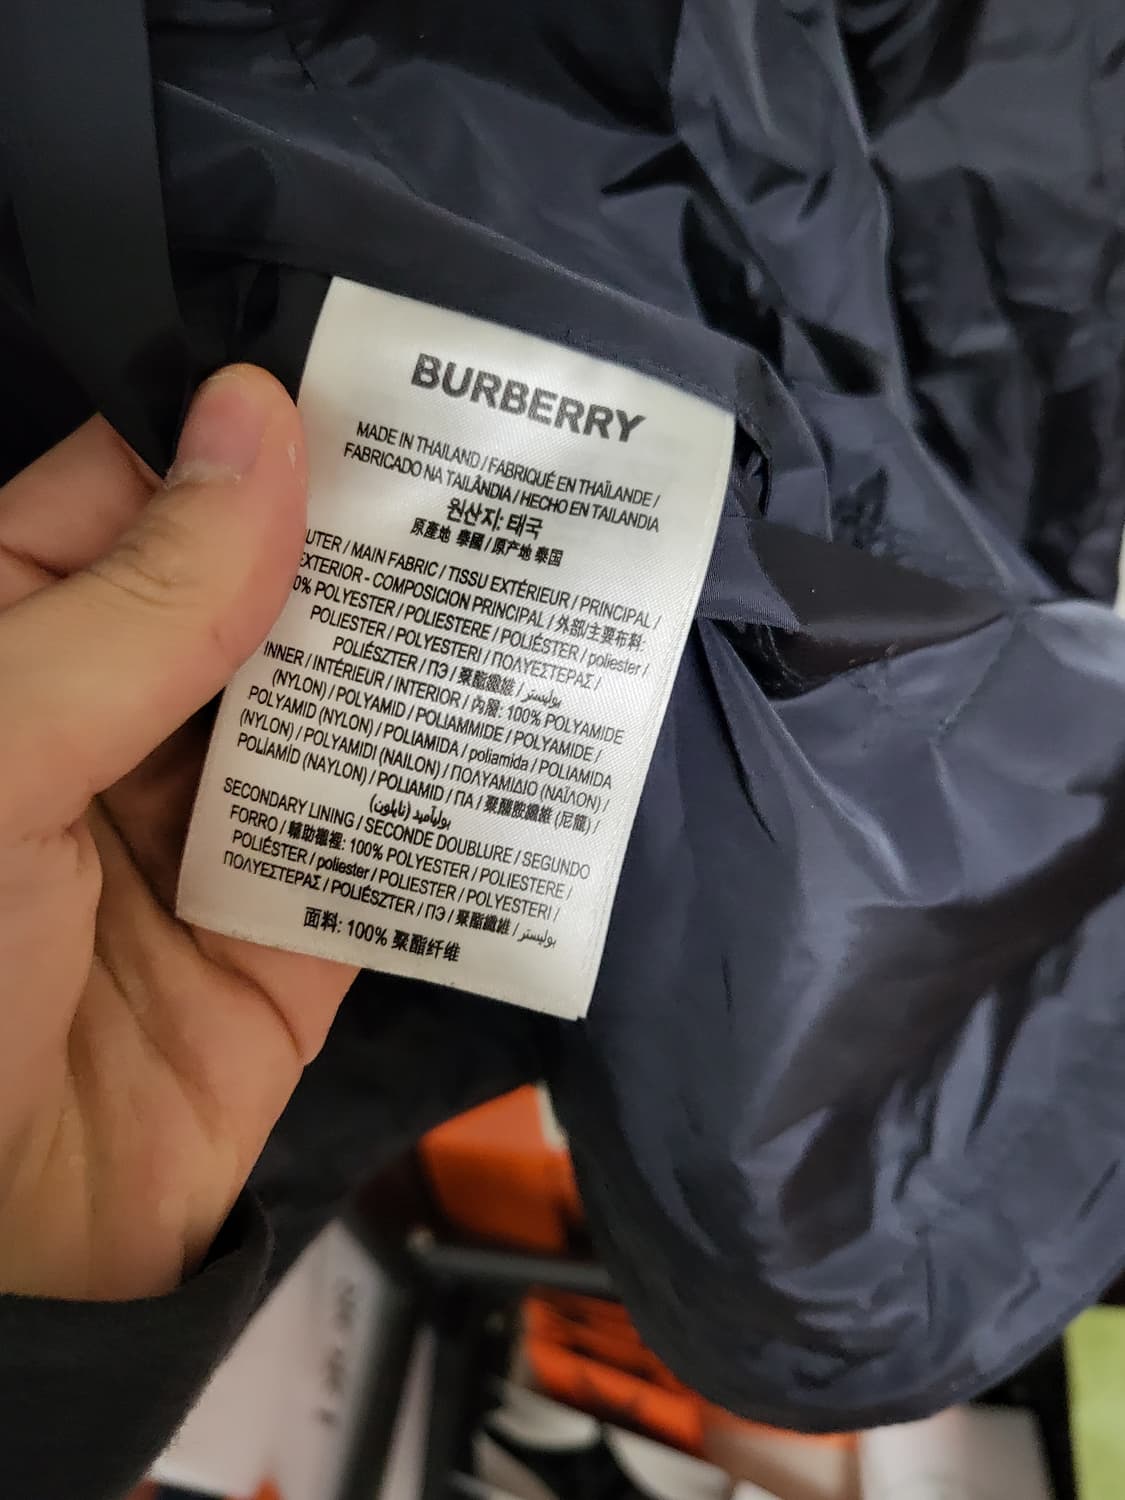 BURBERRY
MADE IN THAILAND / FABRIQUÉ EN THAÏLANDE /
FABRICADO NA TAILÂNDIA / HECHO EN TAILANDIA
원산지: 태국
原產地 泰國 / 原产地 泰国
UTER / MAIN FABRIC / TISSU EXTÉRIEUR / PRINCIPAL /
EXTERIOR - COMPOSICION PRINCIPAL / 外部/主要布料:
0% POLYESTER / POLIESTERE / POLIÉSTER / poliester /
POLIESTER / POLYESTERI / ΠΟΛΥΕΣΤΕΡΑΣ /
POLIÉSZTER / ПЭ / 聚酯纖維 / بوليستر
INNER / INTÉRIEUR / INTERIOR / 內層: 100% POLYAMIDE
(NYLON) / POLYAMID / POLIAMMIDE / POLYAMIDE /
POLYAMID (NYLON) / POLIAMIDA / poliamida / POLIAMIDA
(NYLON) / POLYAMIDI (NAILON) / ΠΟΛΥΑΜΙΔΙΟ (ΝΑΪΛΟΝ) /
POLIAMID (NAYLON) / POLIAMID / ПА / 聚醯胺纖維 (尼龍) /
بولياميد (نايلون)
SECONDARY LINING / SECONDE DOUBLURE / SEGUNDO
FORRO / 輔助襯裡: 100% POLYESTER / POLIESTERE /
POLIÉSTER / poliester / POLIESTER / POLYESTERI /
ΠΟΛΥΕΣΤΕΡΑΣ / POLIÉSZTER / ПЭ / 聚酯纖維 / بوليستر
面料: 100% 聚酯纤维